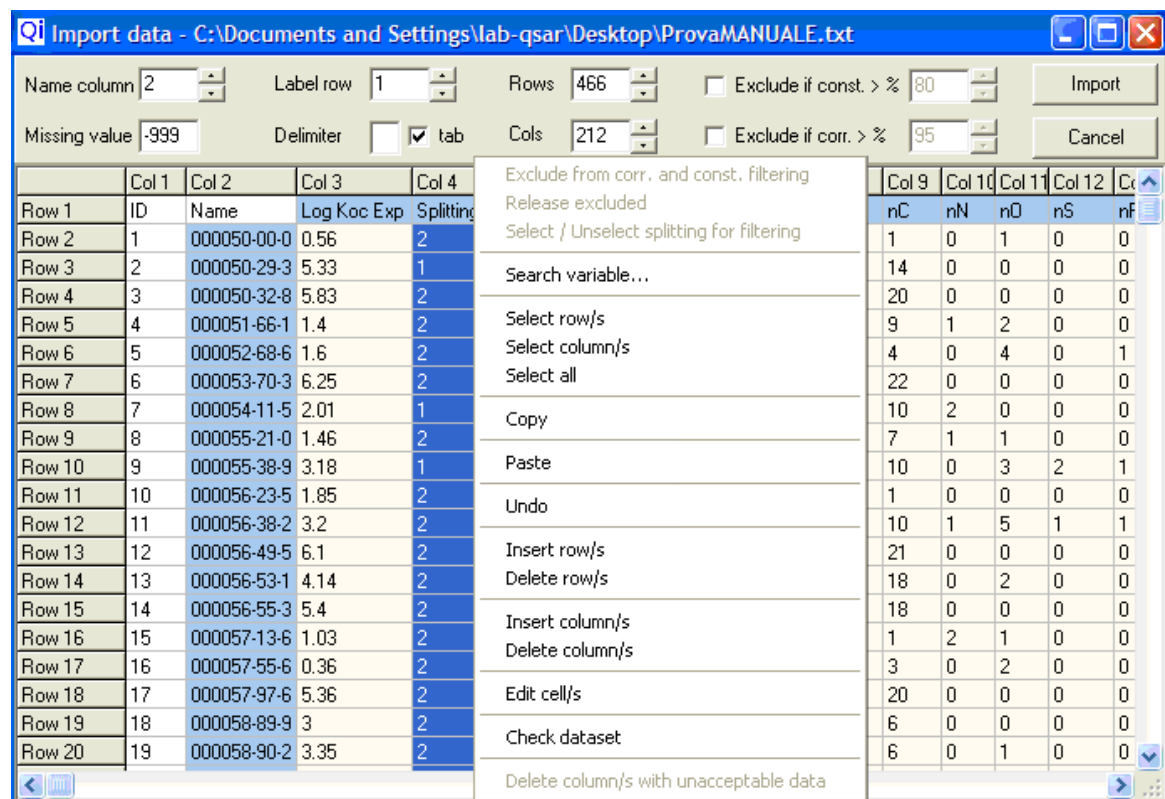 Qi Import data - C:\Documents and Settings\lab-qsar\Desktop\ProvaMANUALE.txt
Name column 2 Label row 1 Rows 466 Exclude if const. > % 80 Import
Missing value -999 Delimiter tab Cols 212 Exclude if corr. > % 95 Cancel
Col 1 Col 2 Col 3 Col 4 Col 9 Col 10 Col 11 Col 12
Row 1 ID Name Log Koc Exp Splitting nC nN nO nS
Row 2 1 000050-00-0 0.56 2 1 0 1 0 0
Row 3 2 000050-29-3 5.33 1 14 0 0 0 0
Row 4 3 000050-32-8 5.83 2 20 0 0 0 0
Row 5 4 000051-66-1 1.4 2 9 1 2 0 0
Row 6 5 000052-68-6 1.6 2 4 0 4 0 1
Row 7 6 000053-70-3 6.25 2 22 0 0 0 0
Row 8 7 000054-11-5 2.01 1 10 2 0 0 0
Row 9 8 000055-21-0 1.46 2 7 1 1 0 0
Row 10 9 000055-38-9 3.18 1 10 0 3 2 1
Row 11 10 000056-23-5 1.85 2 1 0 0 0 0
Row 12 11 000056-38-2 3.2 2 10 1 5 1 1
Row 13 12 000056-49-5 6.1 2 21 0 0 0 0
Row 14 13 000056-53-1 4.14 2 18 0 2 0 0
Row 15 14 000056-55-3 5.4 2 18 0 0 0 0
Row 16 15 000057-13-6 1.03 2 1 2 1 0 0
Row 17 16 000057-55-6 0.36 2 3 0 2 0 0
Row 18 17 000057-97-6 5.36 2 20 0 0 0 0
Row 19 18 000058-89-9 3 2 6 0 0 0 0
Row 20 19 000058-90-2 3.35 2 6 0 1 0 0
Exclude from corr. and const. filtering
Release excluded
Select / Unselect splitting for filtering
Search variable...
Select row/s
Select column/s
Select all
Copy
Paste
Undo
Insert row/s
Delete row/s
Insert column/s
Delete column/s
Edit cell/s
Check dataset
Delete column/s with unacceptable data